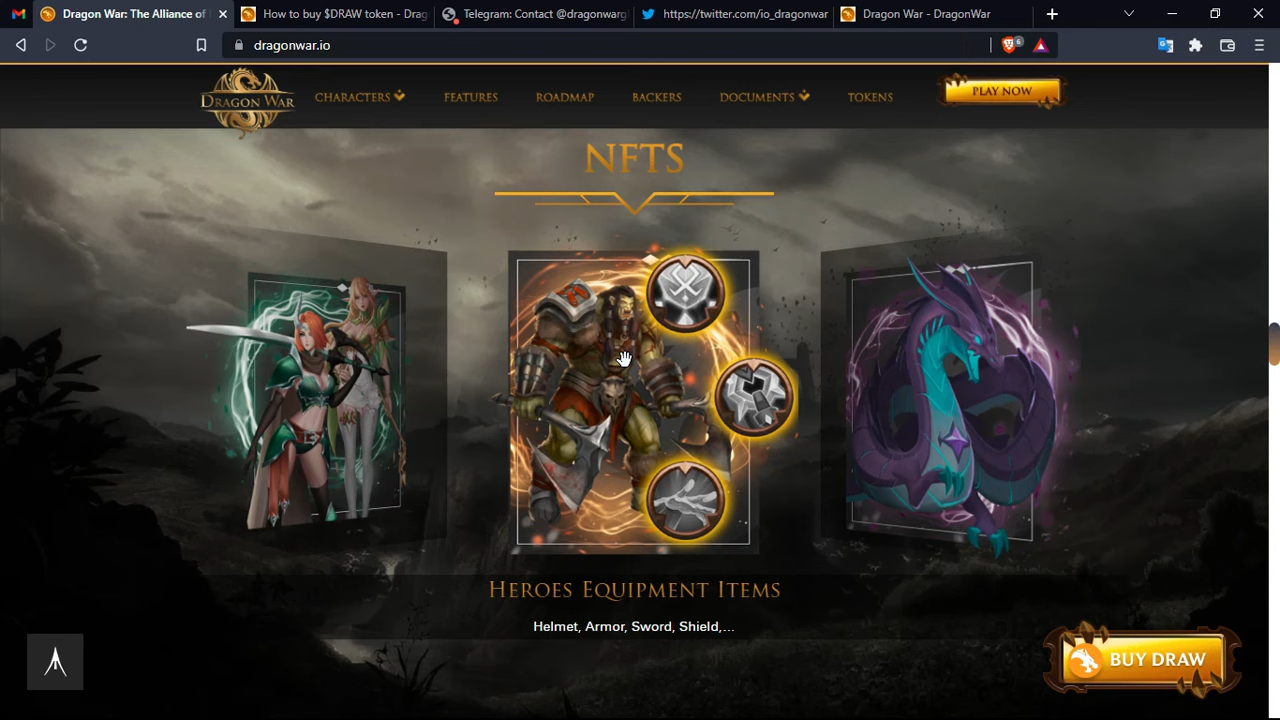 Dragon War: The Alliance of
How to buy $DRAW token - Drag
Telegram: Contact @dragonwarg
https://twitter.com/io_dragonwar
Dragon War - DragonWar
dragonwar.io
6
DRAGON WAR
CHARACTERS
FEATURES
ROADMAP
BACKERS
DOCUMENTS
TOKENS
PLAY NOW
NFTS
HEROES EQUIPMENT ITEMS
Helmet, Armor, Sword, Shield,...
BUY DRAW